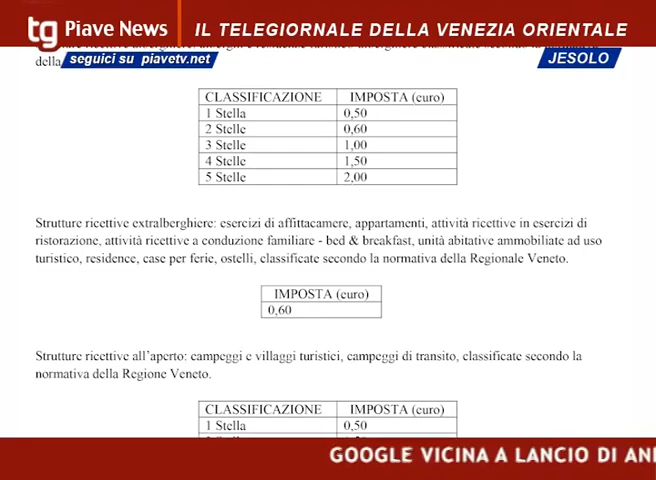 tg Piave News | IL TELEGIORNALE DELLA VENEZIA ORIENTALE
della
seguici su piavetv.net
JESOLO
CLASSIFICAZIONE IMPOSTA (euro)
1 Stella 0,50
2 Stelle 0,60
3 Stelle 1,00
4 Stelle 1,50
5 Stelle 2,00
Strutture ricettive extralberghiere: esercizi di affittacamere, appartamenti, attività ricettive in esercizi di
ristorazione, attività ricettive a conduzione familiare - bed & breakfast, unità abitative ammobiliate ad uso
turistico, residence, case per ferie, ostelli, classificate secondo la normativa della Regionale Veneto.
IMPOSTA (euro)
0,60
Strutture ricettive all'aperto: campeggi e villaggi turistici, campeggi di transito, classificate secondo la
normativa della Regione Veneto.
CLASSIFICAZIONE IMPOSTA (euro)
1 Stella 0,50
GOOGLE VICINA A LANCIO DI AN